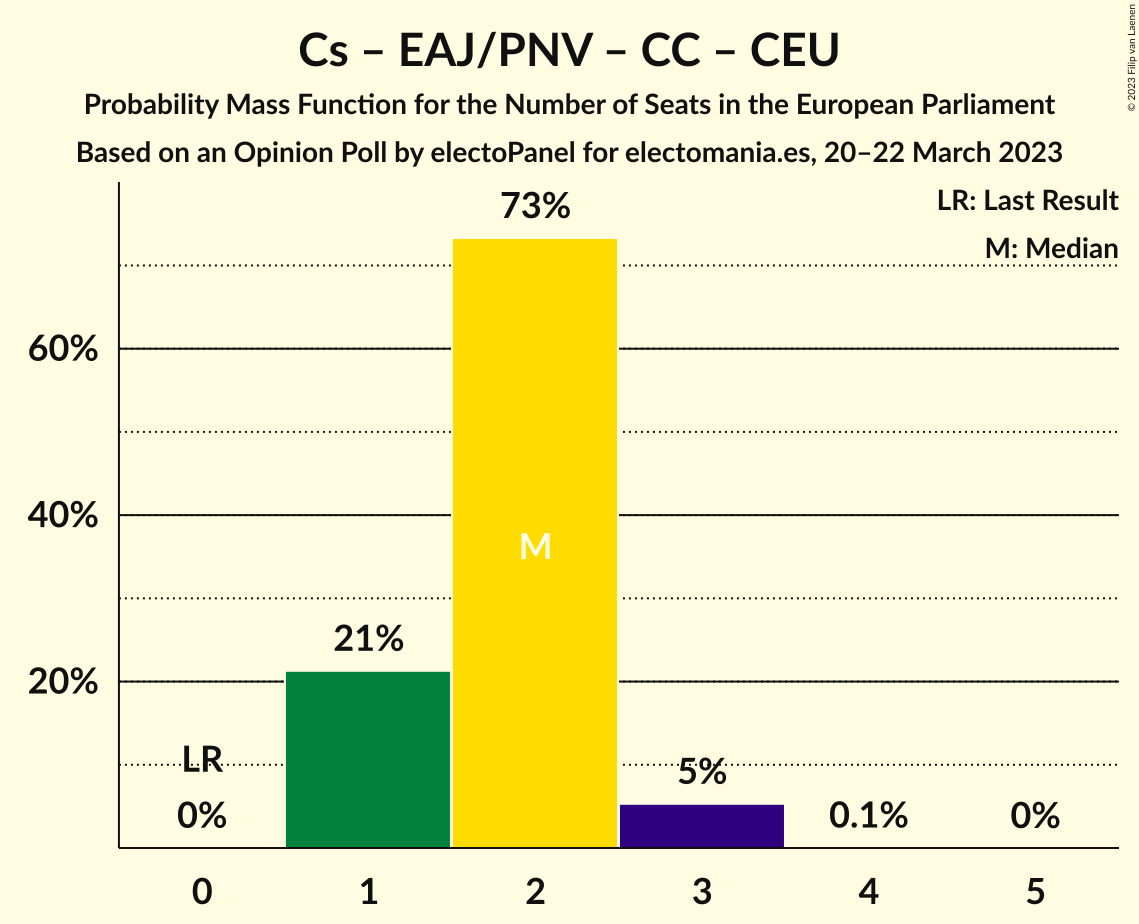 Cs – EAJ/PNV – CC – CEU
Probability Mass Function for the Number of Seats in the European Parliament
Based on an Opinion Poll by electoPanel for electomania.es, 20–22 March 2023
© 2023 Filip van Laenen
LR: Last Result
M: Median
73%
60%
40%
M
21%
20%
LR
5%
0%
0.1%
0%
0 1 2 3 4 5